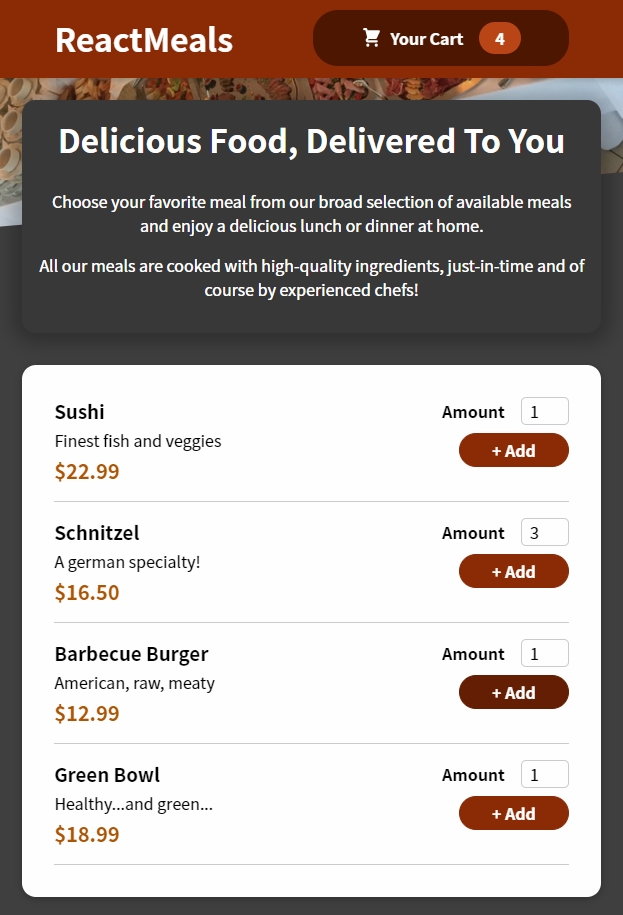 ReactMeals
Your Cart 4
Delicious Food, Delivered To You
Choose your favorite meal from our broad selection of available meals
and enjoy a delicious lunch or dinner at home.
All our meals are cooked with high-quality ingredients, just-in-time and of
course by experienced chefs!
Sushi
Finest fish and veggies
$22.99
Amount 1
+ Add
Schnitzel
A german specialty!
$16.50
Amount 3
+ Add
Barbecue Burger
American, raw, meaty
$12.99
Amount 1
+ Add
Green Bowl
Healthy...and green...
$18.99
Amount 1
+ Add